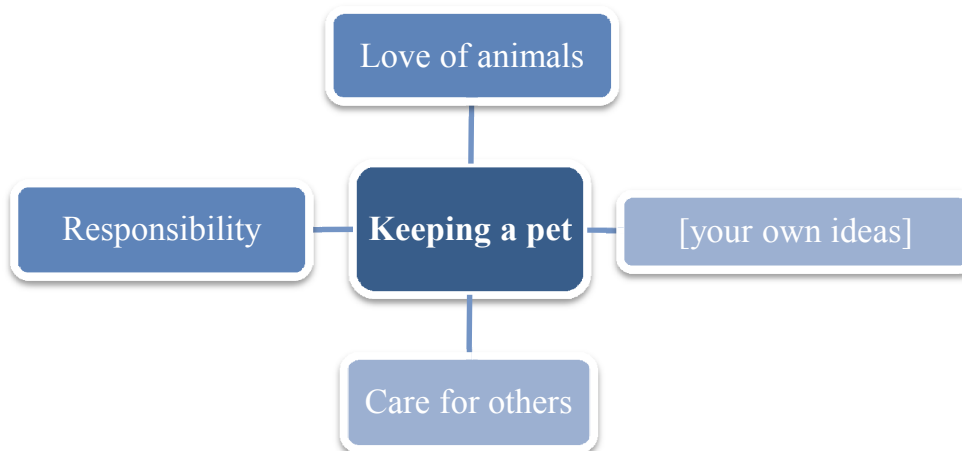 Love of animals
Responsibility
Keeping a pet
[your own ideas]
Care for others